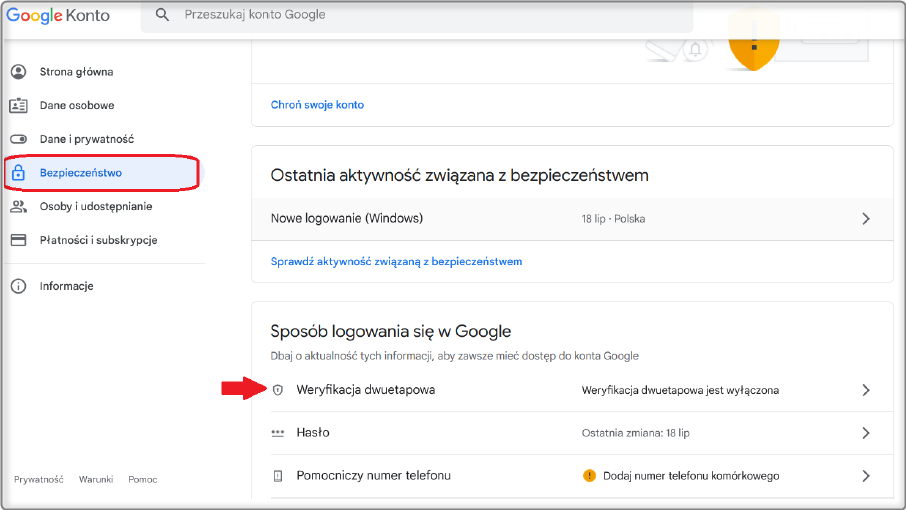 Google Konto
Przeszukaj konto Google
Strona główna
Dane osobowe
Dane i prywatność
Bezpieczeństwo
Osoby i udostępnianie
Płatności i subskrypcje
Informacje
Prywatność Warunki Pomoc
Chroń swoje konto
Ostatnia aktywność związana z bezpieczeństwem
Nowe logowanie (Windows) 18 lip · Polska
Sprawdź aktywność związaną z bezpieczeństwem
Sposób logowania się w Google
Dbaj o aktualność tych informacji, aby zawsze mieć dostęp do konta Google
Weryfikacja dwuetapowa Weryfikacja dwuetapowa jest wyłączona
Hasło Ostatnia zmiana: 18 lip
Pomocniczy numer telefonu Dodaj numer telefonu komórkowego